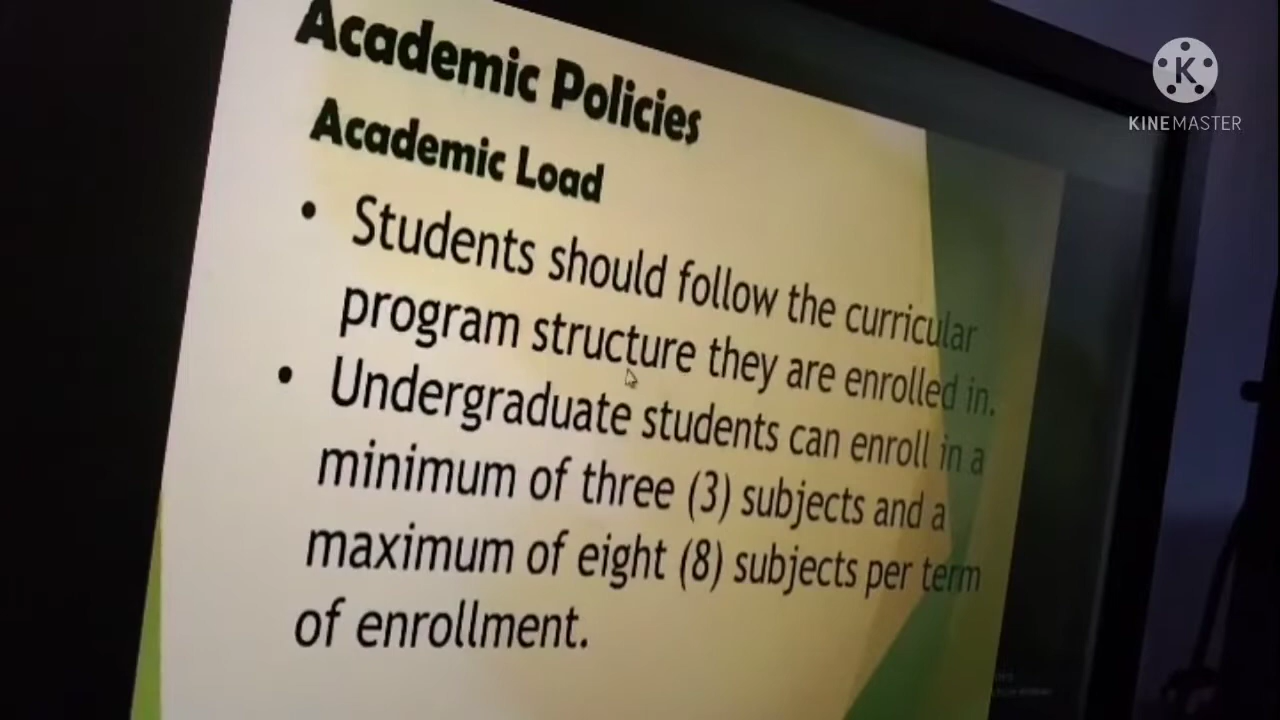 Academic Policies
Academic Load
• Students should follow the curricular
program structure they are enrolled in.
• Undergraduate students can enroll in a
minimum of three (3) subjects and a
maximum of eight (8) subjects per term
of enrollment.
K
KINEMASTER